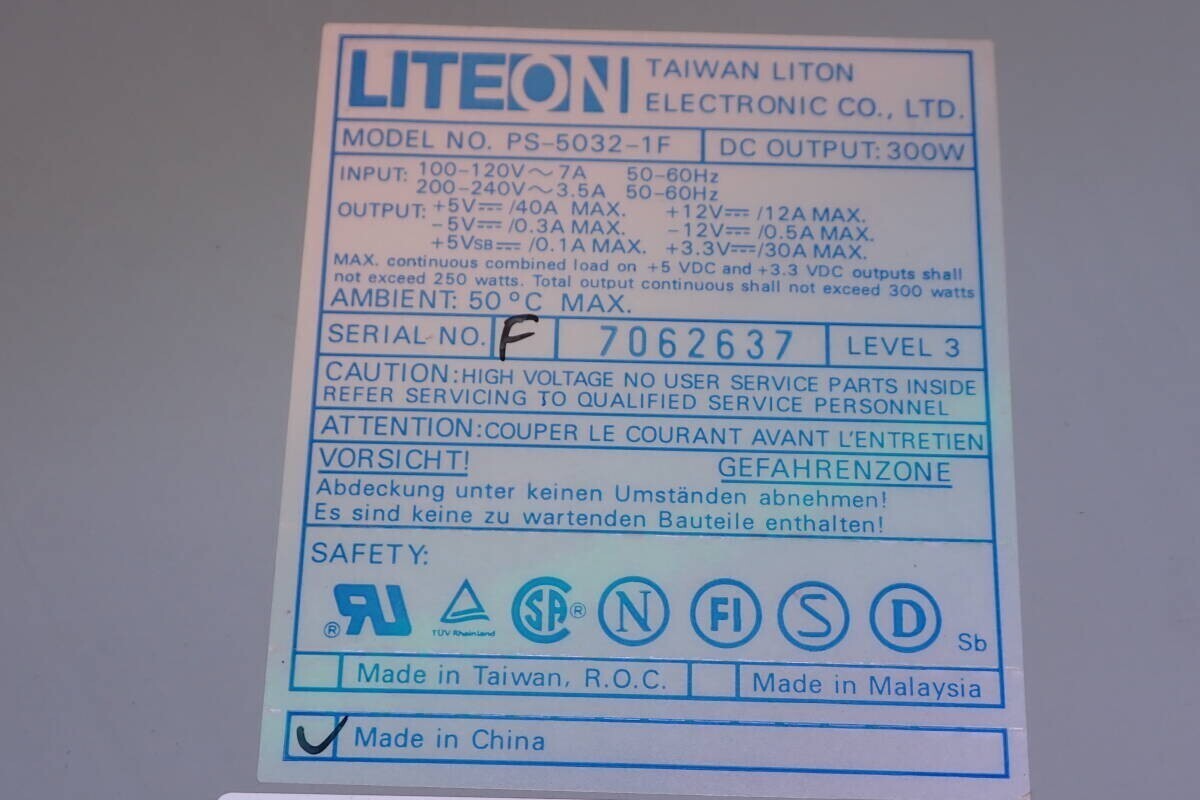 LITEON TAIWAN LITON
ELECTRONIC CO., LTD.
MODEL NO. PS-5032-1F DC OUTPUT: 300W
INPUT: 100-120V~7A 50-60Hz
200-240V~3.5A 50-60Hz
OUTPUT: +5V⎓/40A MAX. +12V⎓/12A MAX.
-5V⎓/0.3A MAX. -12V⎓/0.5A MAX.
+5VSB⎓/0.1A MAX. +3.3V⎓/30A MAX.
MAX. continuous combined load on +5 VDC and +3.3 VDC outputs shall
not exceed 250 watts. Total output continuous shall not exceed 300 watts
AMBIENT: 50°C MAX.
SERIAL NO. F 7062637 LEVEL 3
CAUTION: HIGH VOLTAGE NO USER SERVICE PARTS INSIDE
REFER SERVICING TO QUALIFIED SERVICE PERSONNEL
ATTENTION: COUPER LE COURANT AVANT L'ENTRETIEN
VORSICHT! GEFAHRENZONE
Abdeckung unter keinen Umständen abnehmen!
Es sind keine zu wartenden Bauteile enthalten!
SAFETY:
RU® TÜV Rheinland SA® N FI S D Sb
Made in Taiwan, R.O.C. Made in Malaysia
✓ Made in China